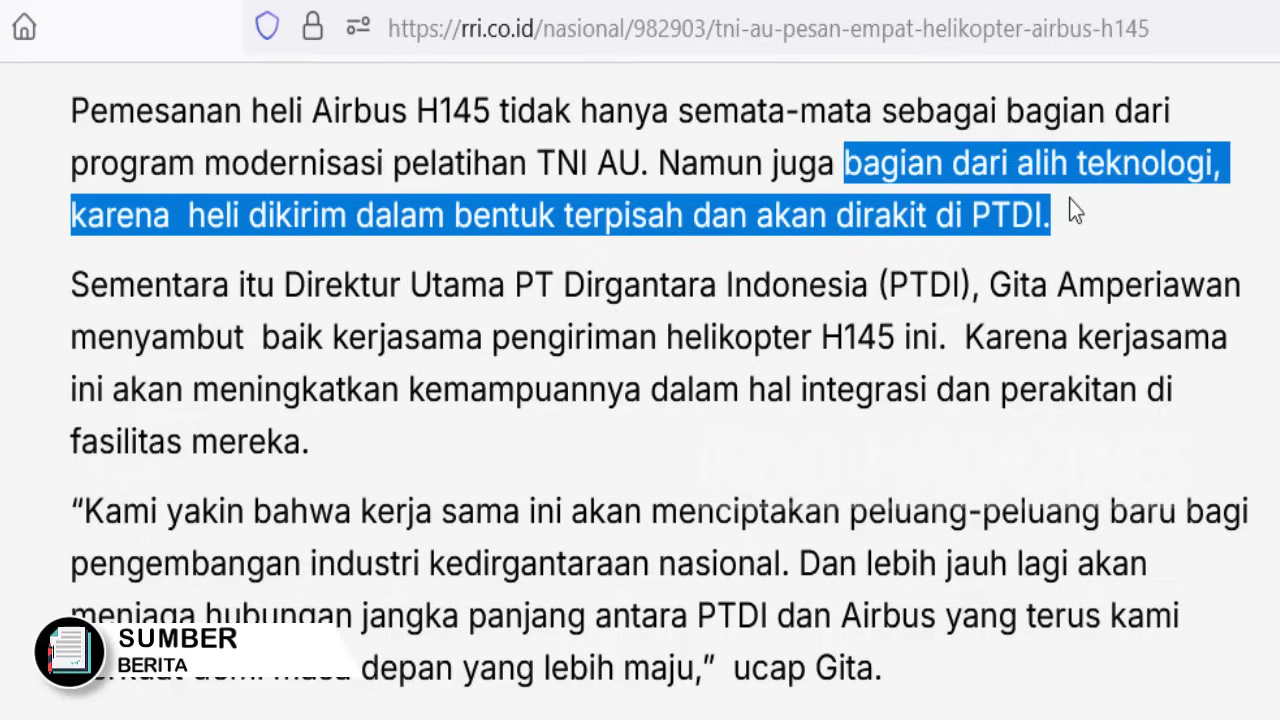 https://rri.co.id/nasional/982903/tni-au-pesan-empat-helikopter-airbus-h145
Pemesanan heli Airbus H145 tidak hanya semata-mata sebagai bagian dari
program modernisasi pelatihan TNI AU. Namun juga bagian dari alih teknologi,
karena  heli dikirim dalam bentuk terpisah dan akan dirakit di PTDI.
Sementara itu Direktur Utama PT Dirgantara Indonesia (PTDI), Gita Amperiawan
menyambut  baik kerjasama pengiriman helikopter H145 ini.  Karena kerjasama
ini akan meningkatkan kemampuannya dalam hal integrasi dan perakitan di
fasilitas mereka.
“Kami yakin bahwa kerja sama ini akan menciptakan peluang-peluang baru bagi
pengembangan industri kedirgantaraan nasional. Dan lebih jauh lagi akan
menjaga hubungan jangka panjang antara PTDI dan Airbus yang terus kami
depan yang lebih maju,”  ucap Gita.
SUMBER
BERITA